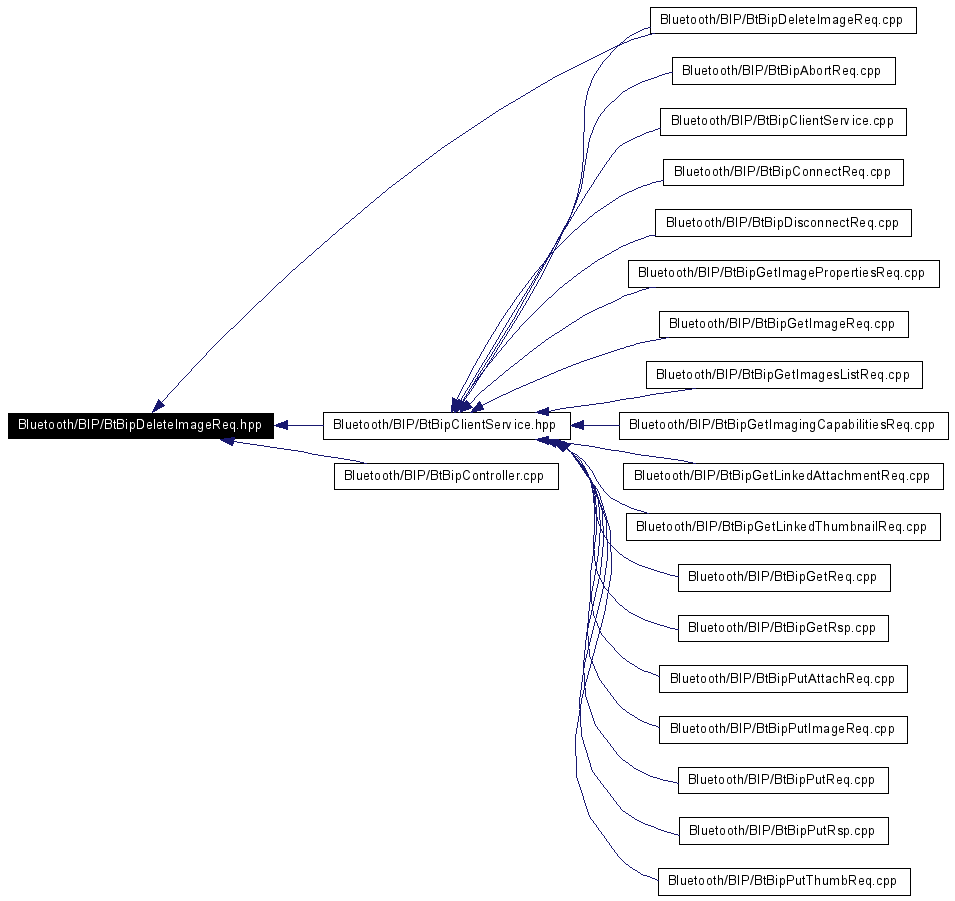 Bluetooth/BIP/BtBipDeleteImageReq.cpp
Bluetooth/BIP/BtBipAbortReq.cpp
Bluetooth/BIP/BtBipClientService.cpp
Bluetooth/BIP/BtBipConnectReq.cpp
Bluetooth/BIP/BtBipDisconnectReq.cpp
Bluetooth/BIP/BtBipGetImagePropertiesReq.cpp
Bluetooth/BIP/BtBipGetImageReq.cpp
Bluetooth/BIP/BtBipGetImagesListReq.cpp
Bluetooth/BIP/BtBipDeleteImageReq.hpp
Bluetooth/BIP/BtBipClientService.hpp
Bluetooth/BIP/BtBipGetImagingCapabilitiesReq.cpp
Bluetooth/BIP/BtBipController.cpp
Bluetooth/BIP/BtBipGetLinkedAttachmentReq.cpp
Bluetooth/BIP/BtBipGetLinkedThumbnailReq.cpp
Bluetooth/BIP/BtBipGetReq.cpp
Bluetooth/BIP/BtBipGetRsp.cpp
Bluetooth/BIP/BtBipPutAttachReq.cpp
Bluetooth/BIP/BtBipPutImageReq.cpp
Bluetooth/BIP/BtBipPutReq.cpp
Bluetooth/BIP/BtBipPutRsp.cpp
Bluetooth/BIP/BtBipPutThumbReq.cpp